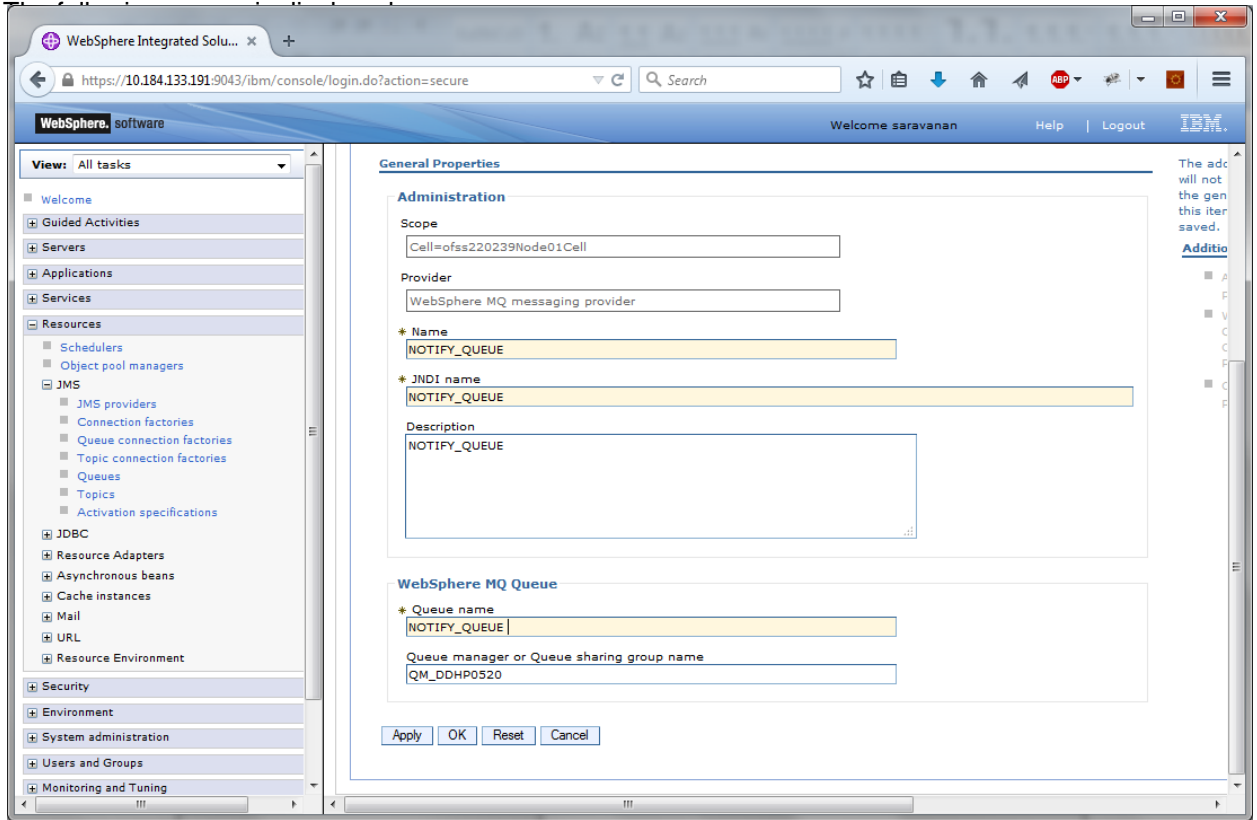 WebSphere Integrated Solu... × +
https://10.184.133.191:9043/ibm/console/login.do?action=secure
Search
ABP
WebSphere. software
Welcome saravanan
Help | Logout
IBM.
View: All tasks
Welcome
Guided Activities
Servers
Applications
Services
Resources
Schedulers
Object pool managers
JMS
JMS providers
Connection factories
Queue connection factories
Topic connection factories
Queues
Topics
Activation specifications
JDBC
Resource Adapters
Asynchronous beans
Cache instances
Mail
URL
Resource Environment
Security
Environment
System administration
Users and Groups
Monitoring and Tuning
General Properties
Administration
Scope
Cell=ofss220239Node01Cell
Provider
WebSphere MQ messaging provider
* Name
NOTIFY_QUEUE
* JNDI name
NOTIFY_QUEUE
Description
NOTIFY_QUEUE
WebSphere MQ Queue
* Queue name
NOTIFY_QUEUE
Queue manager or Queue sharing group name
QM_DDHP0520
Apply OK Reset Cancel
The add
will not
the gen
this iter
saved.
Additio